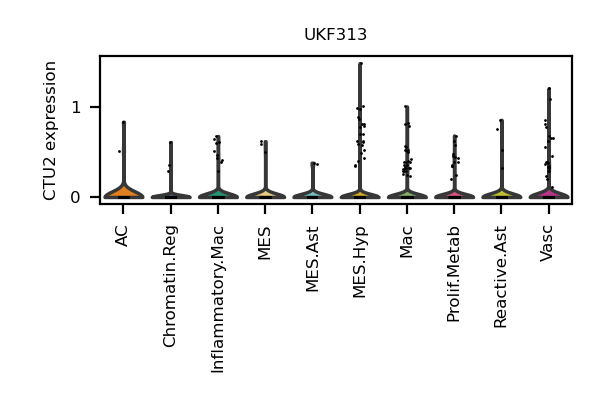 UKF313
CTU2 expression
1
0
AC
Chromatin.Reg
Inflammatory.Mac
MES
MES.Ast
MES.Hyp
Mac
Prolif.Metab
Reactive.Ast
Vasc